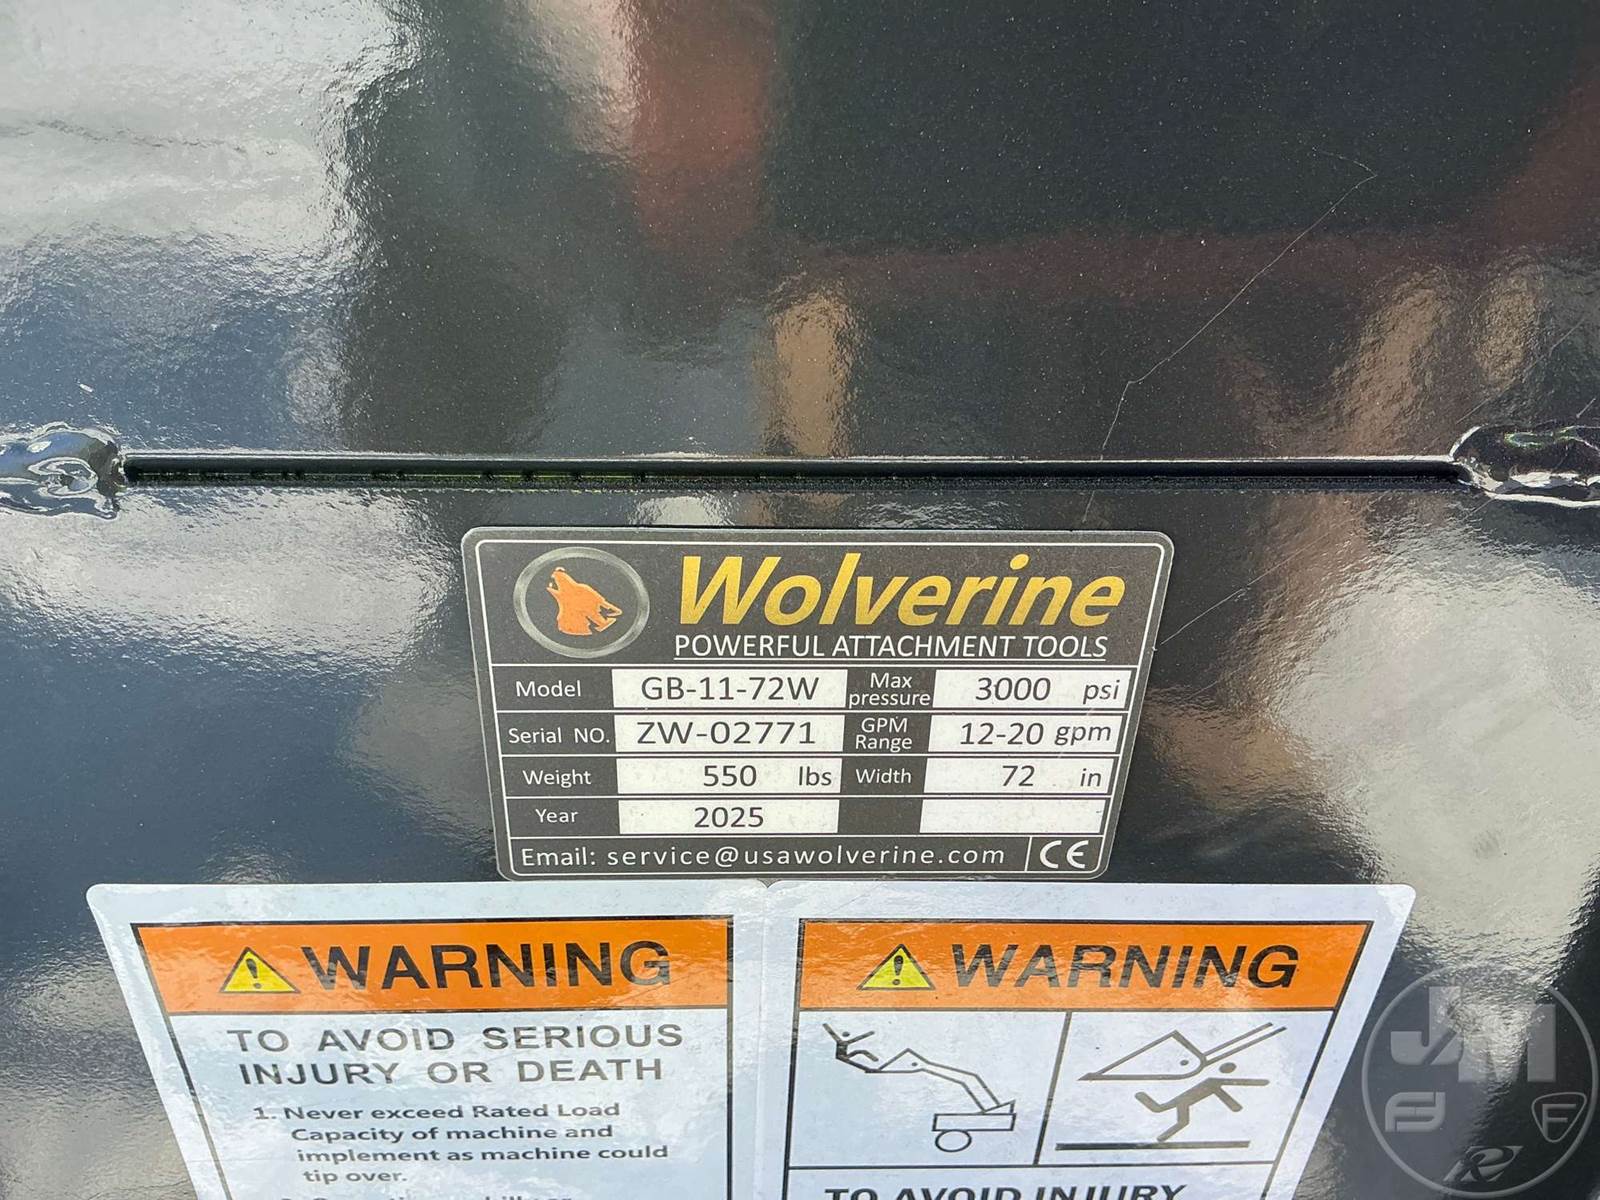 Wolverine
POWERFUL ATTACHMENT TOOLS
Model GB-11-72W Max pressure 3000 psi
Serial NO. ZW-02771 GPM Range 12-20 gpm
Weight 550 lbs Width 72 in
Year 2025
Email: service@usawolverine.com CE
WARNING
TO AVOID SERIOUS
INJURY OR DEATH
1. Never exceed Rated Load
Capacity of machine and
implement as machine could
tip over.
WARNING
TO AVOID INJURY
JM